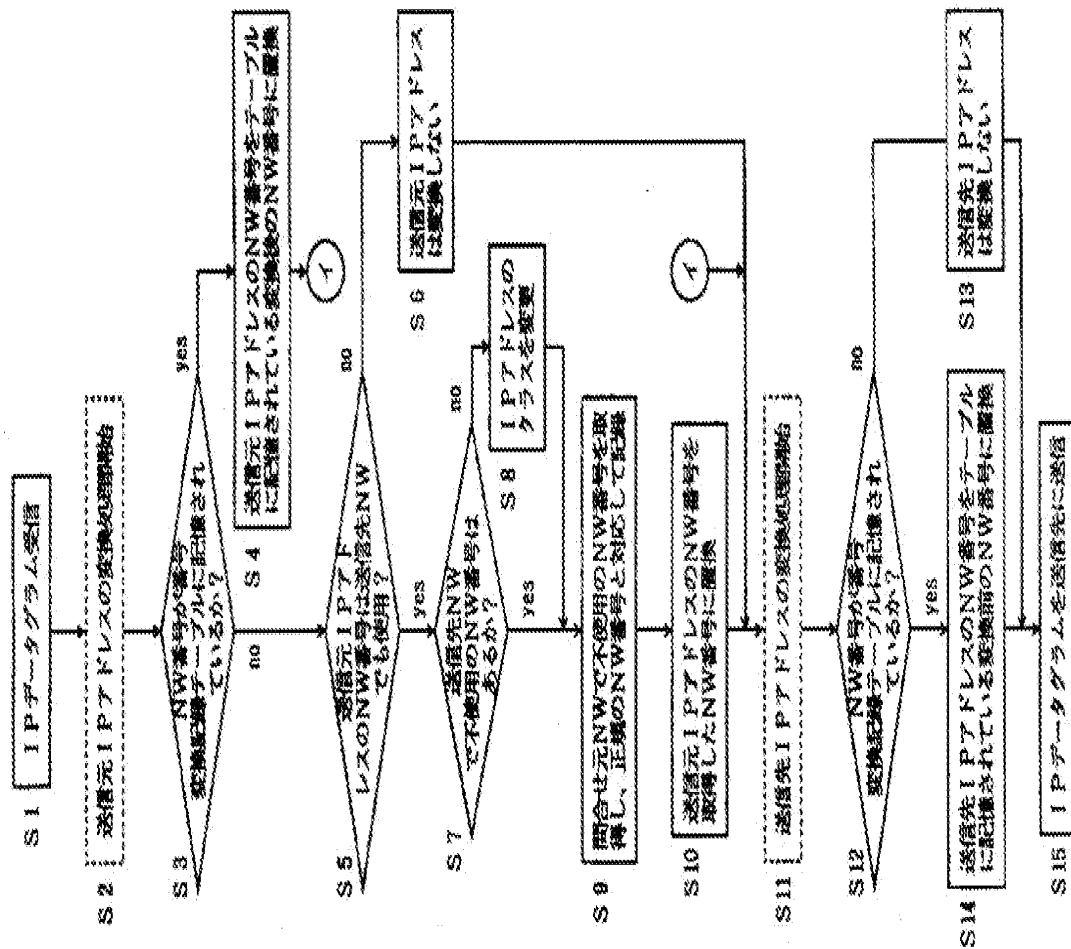 S1
IPデータグラム受信
S2
送信元IPアドレスの変換処理開始
S3
NW番号が番号
変換記録テーブルに記憶され
ているか?
yes
no
S4
送信元IPアドレスのNW番号をテーブル
に記憶されている変換後のNW番号に置換
イ
S5
送信元IPアド
レスのNW番号は送信先NW
でも使用?
no
yes
S6
送信元IPアドレス
は変換しない
S7
送信先NW
で不使用のNW番号は
あるか?
no
yes
S8
IPアドレスの
クラスを変更
S9
問合せ元NWで不使用のNW番号を取
得し、正規のNW番号と対応して記録
S10
送信元IPアドレスのNW番号を
取得したNW番号に置換
イ
S11
送信先IPアドレスの変換処理開始
S12
NW番号が番号
変換記録テーブルに記憶され
ているか?
no
yes
S13
送信先IPアドレス
は変換しない
S14
送信先IPアドレスのNW番号をテーブル
に記憶されている変換前のNW番号に置換
S15
IPデータグラムを送信先に送信